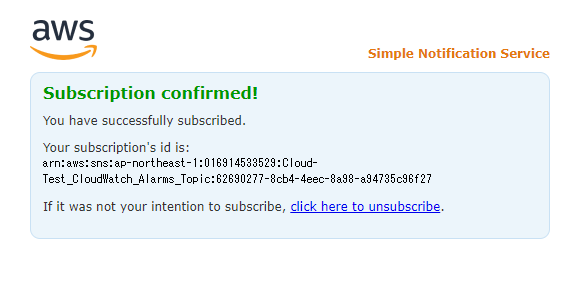 aws
Simple Notification Service
Subscription confirmed!
You have successfully subscribed.
Your subscription's id is:
arn:aws:sns:ap-northeast-1:016914533529:Cloud-
Test_CloudWatch_Alarms_Topic:62690277-8cb4-4eec-8a98-a94735c96f27
If it was not your intention to subscribe, click here to unsubscribe.